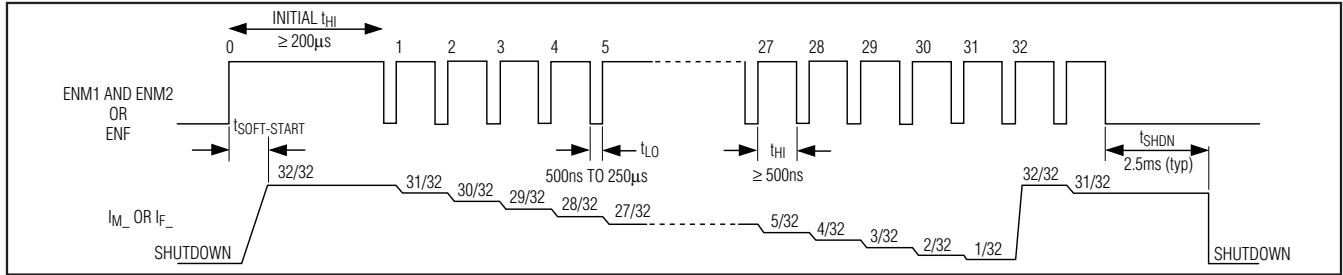 INITIAL tHI
≥ 200µs
0 1 2 3 4 5 27 28 29 30 31 32
ENM1 AND ENM2
OR
ENF
tSOFT-START
tLO
500ns TO 250µs
tHI
≥ 500ns
tSHDN
2.5ms (typ)
32/32 31/32 30/32 29/32 28/32 27/32 5/32 4/32 3/32 2/32 1/32 32/32 31/32
IM_ OR IF_
SHUTDOWN
SHUTDOWN